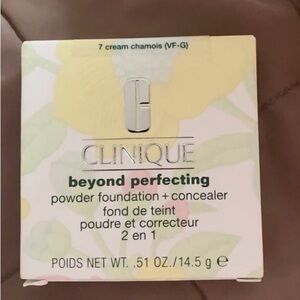 7 cream chamois (VF-G)
CLINIQUE
beyond perfecting
powder foundation + concealer
fond de teint
poudre et correcteur
2 en 1
POIDS NET WT. .51 OZ./14.5 g ℮